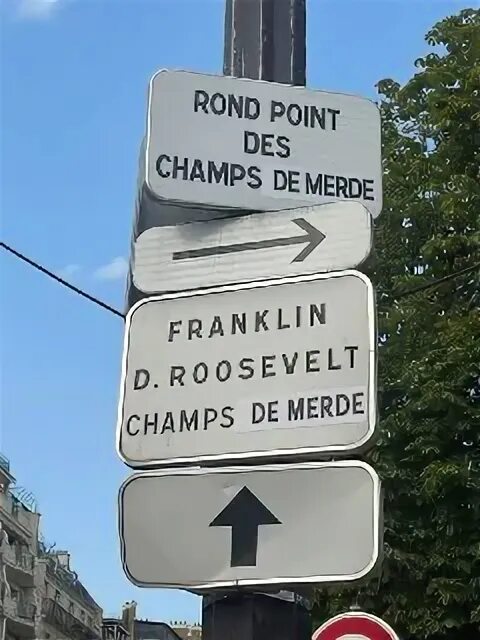 ROND POINT
DES
CHAMPS DE MERDE
FRANKLIN
D. ROOSEVELT
CHAMPS DE MERDE